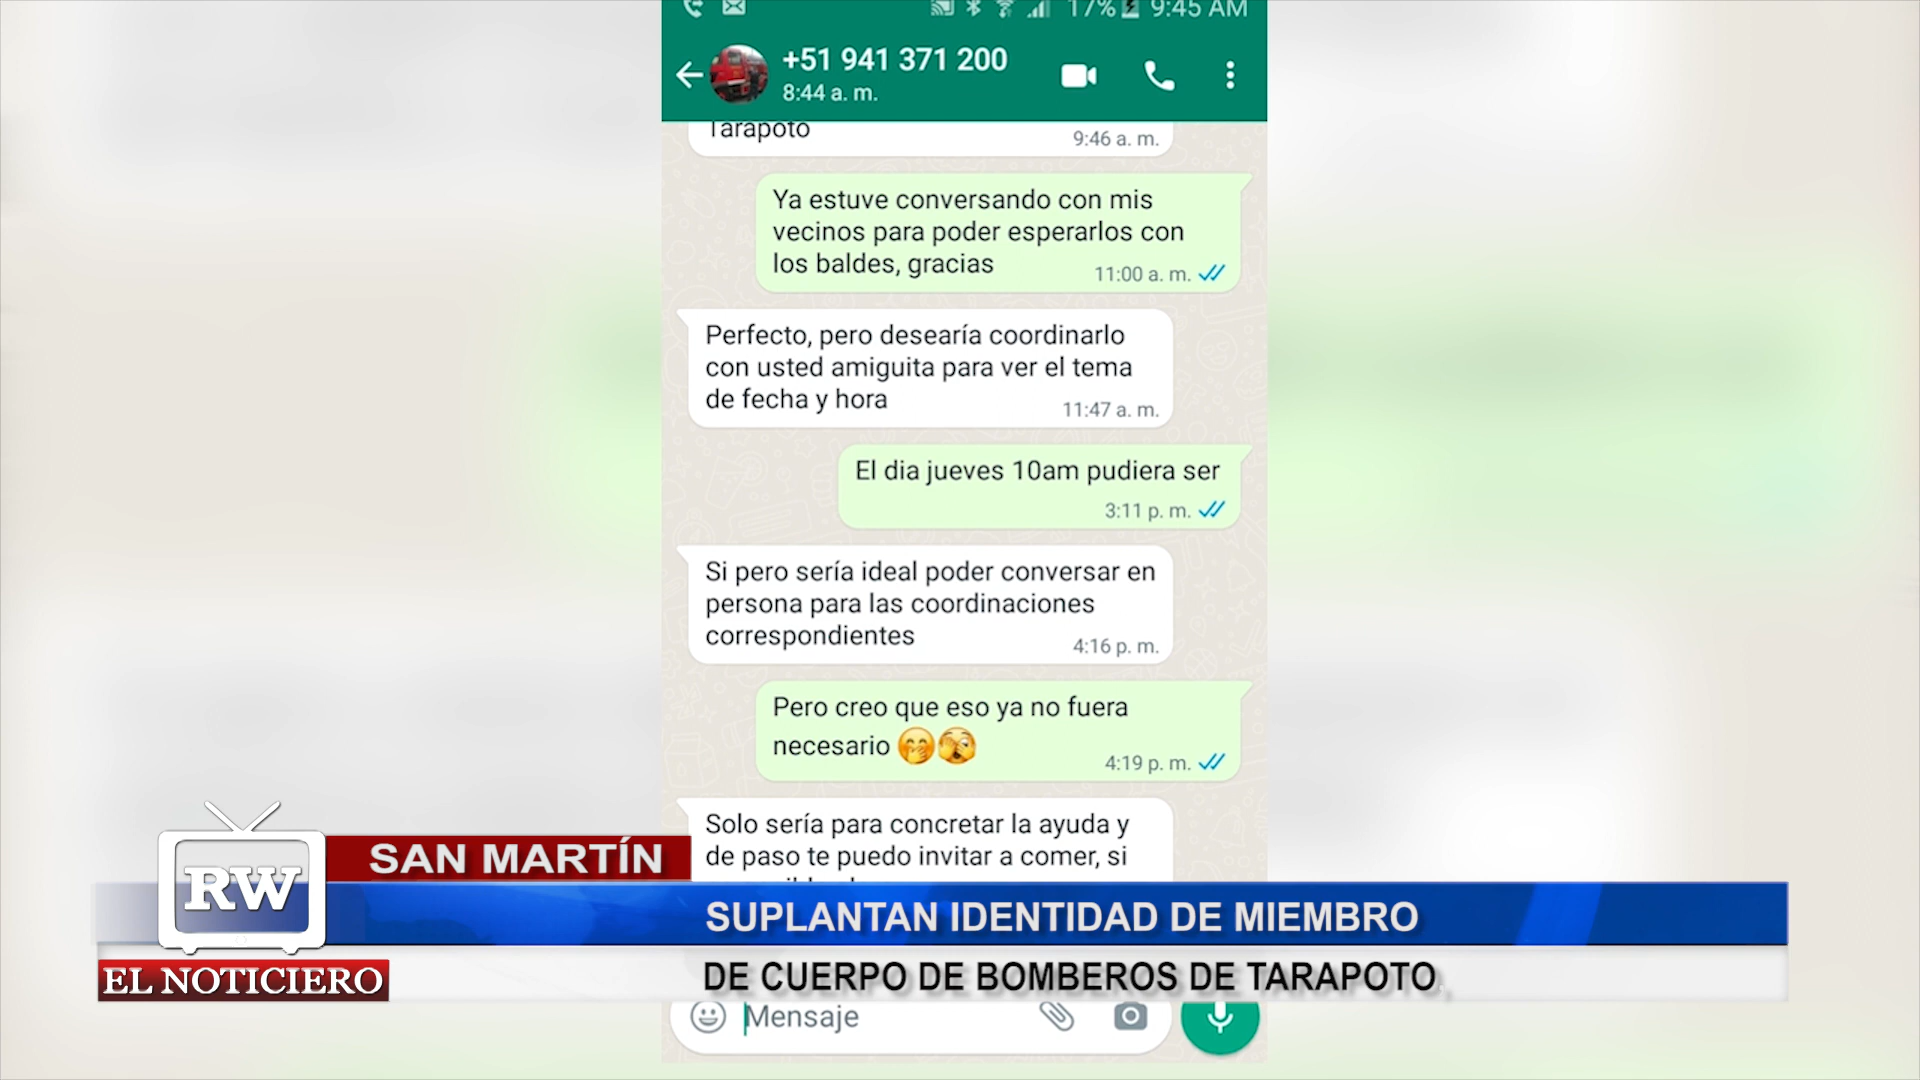 17% 9:45 AM
+51 941 371 200
8:44 a. m.
Tarapoto
9:46 a. m.
Ya estuve conversando con mis
vecinos para poder esperarlos con
los baldes, gracias
11:00 a. m.
Perfecto, pero desearía coordinarlo
con usted amiguita para ver el tema
de fecha y hora
11:47 a. m.
El dia jueves 10am pudiera ser
3:11 p. m.
Si pero sería ideal poder conversar en
persona para las coordinaciones
correspondientes
4:16 p. m.
Pero creo que eso ya no fuera
necesario 🤭🫣
4:19 p. m.
Solo sería para concretar la ayuda y
de paso te puedo invitar a comer, si
SAN MARTÍN
RW
SUPLANTAN IDENTIDAD DE MIEMBRO
DE CUERPO DE BOMBEROS DE TARAPOTO
EL NOTICIERO
Mensaje